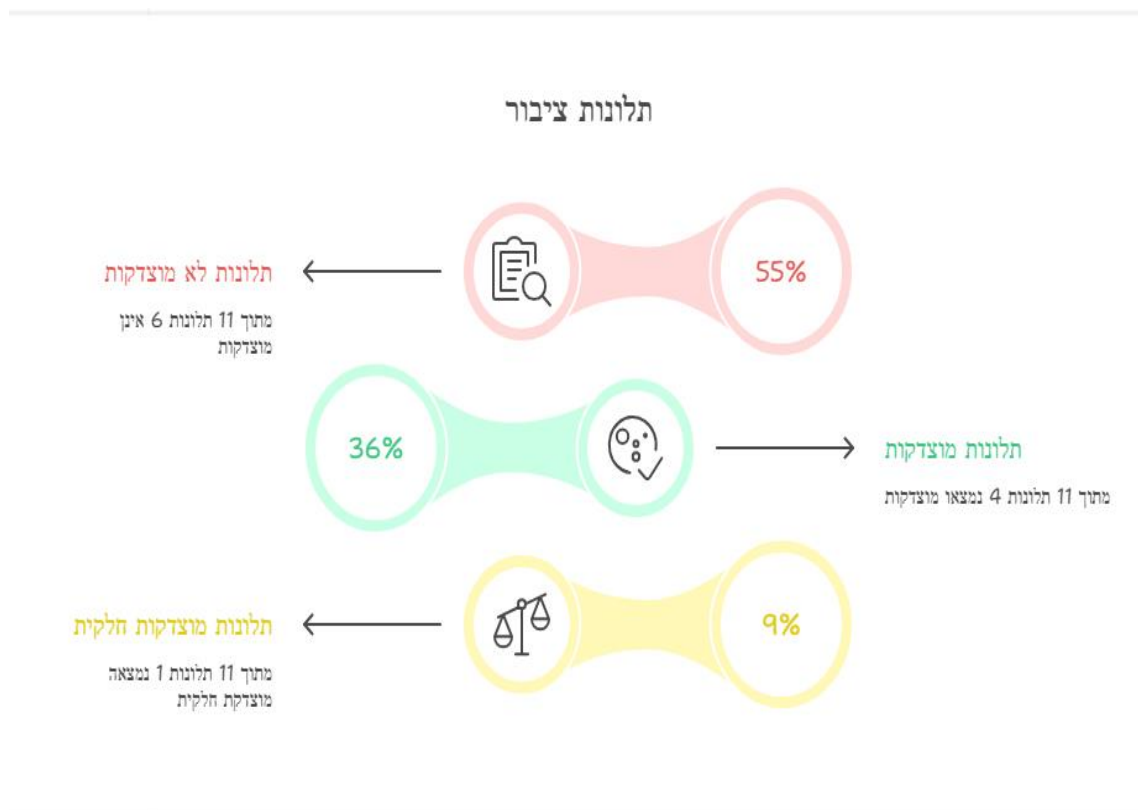 תלונות ציבור
55%
תלונות לא מוצדקות
מתוך 11 תלונות 6 אינן
מוצדקות
36%
תלונות מוצדקות
מתוך 11 תלונות 4 נמצאו מוצדקות
9%
תלונות מוצדקות חלקית
מתוך 11 תלונות 1 נמצאה
מוצדקת חלקית